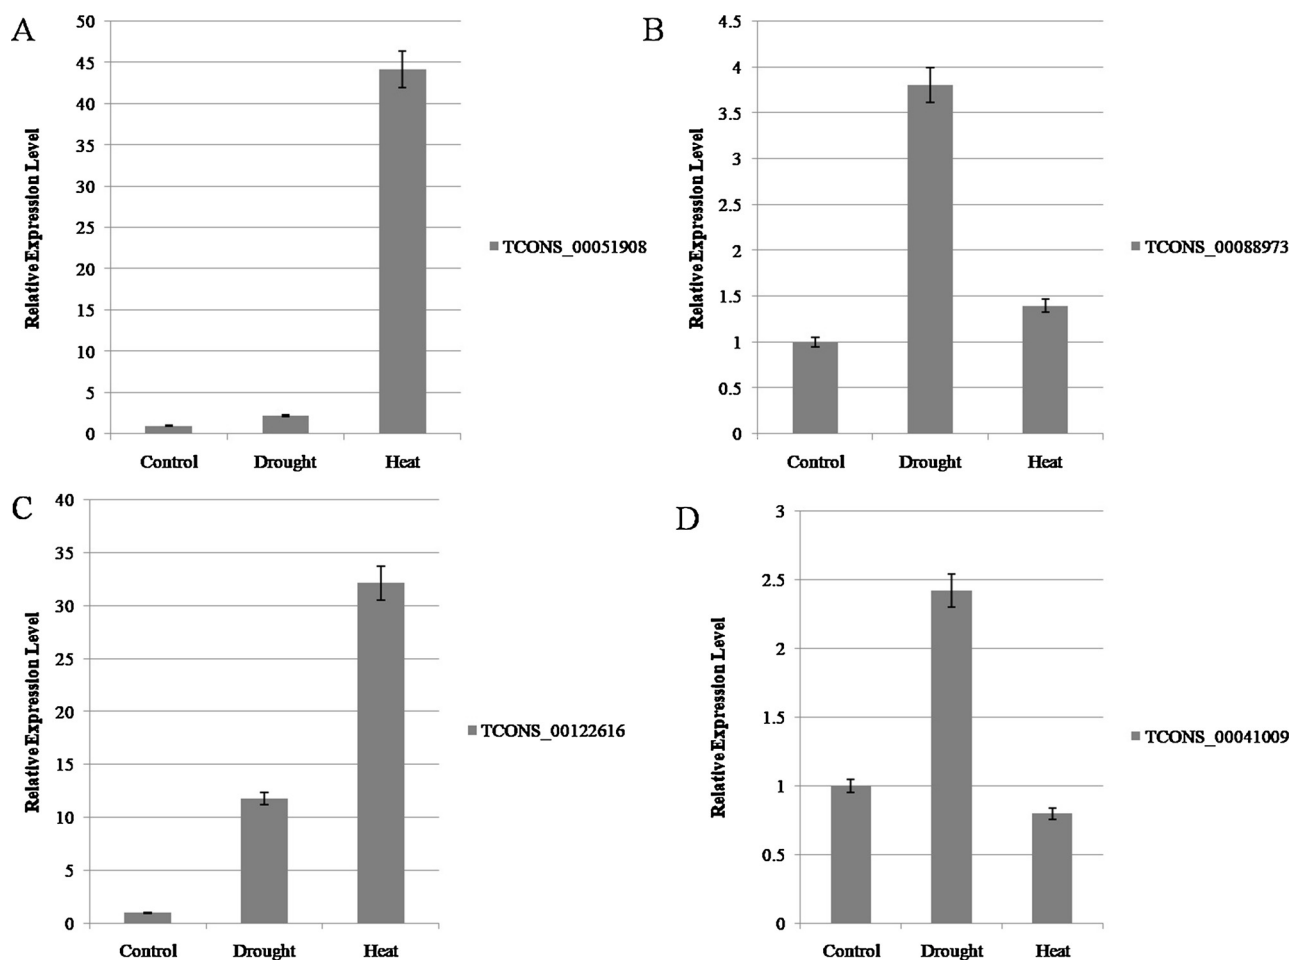 A
Relative Expression Level
50
45
40
35
30
25
20
15
10
5
0
Control Drought Heat
TCONS_00051908
B
Relative Expression Level
4.5
4
3.5
3
2.5
2
1.5
1
0.5
0
Control Drought Heat
TCONS_00088973
C
Relative Expression Level
40
35
30
25
20
15
10
5
0
Control Drought Heat
TCONS_00122616
D
Relative Expression Level
3
2.5
2
1.5
1
0.5
0
Control Drought Heat
TCONS_00041009